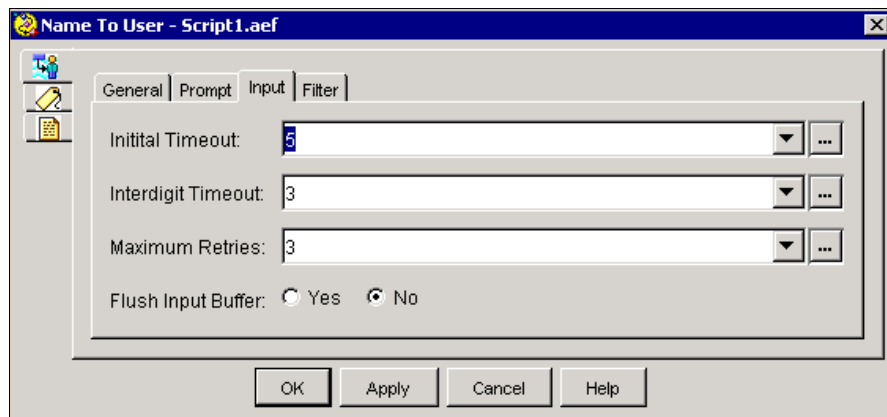 Name To User - Script1.aef
General Prompt Input Filter
Initital Timeout: 5 ...
Interdigit Timeout: 3 ...
Maximum Retries: 3 ...
Flush Input Buffer: Yes No
OK Apply Cancel Help